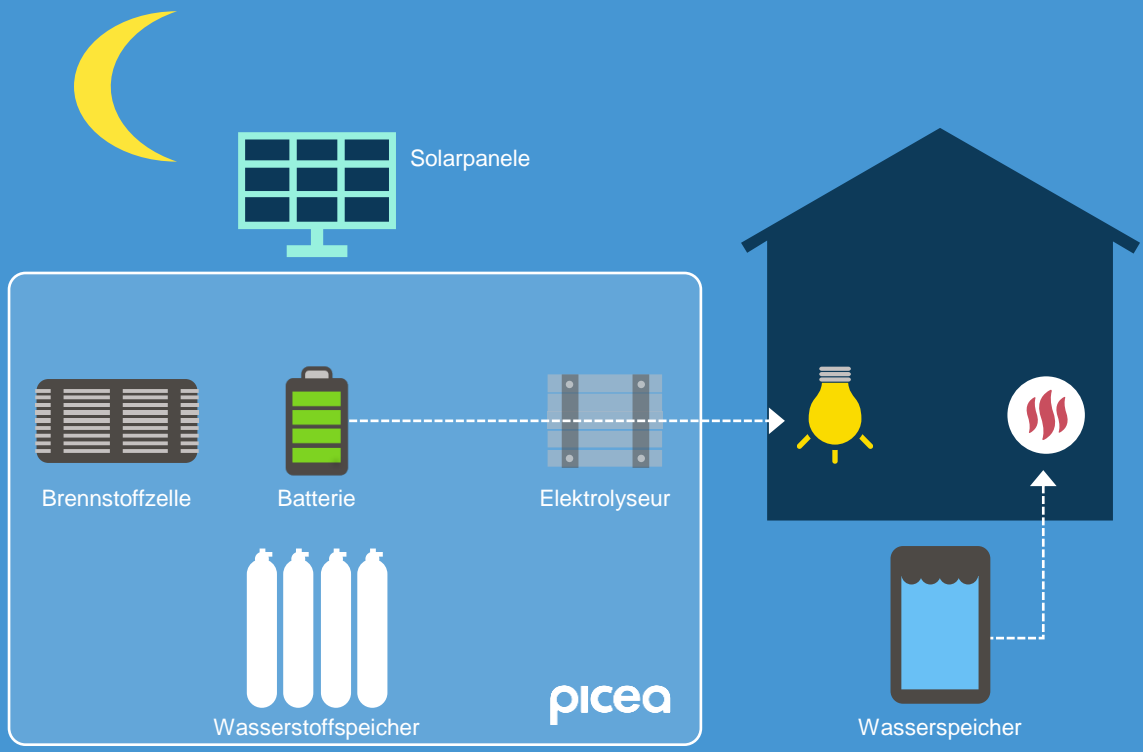 Solarpanele
Brennstoffzelle
Batterie
Elektrolyseur
Wasserstoffspeicher
picea
Wasserspeicher